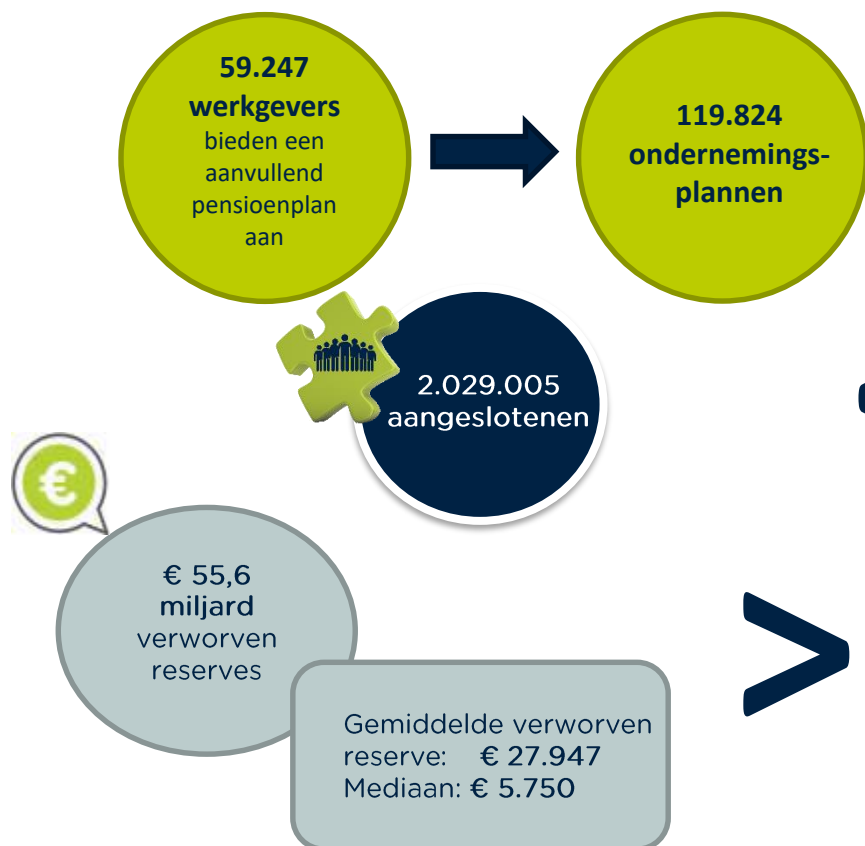 59.247
werkgevers
bieden een
aanvullend
pensioenplan
aan
119.824
ondernemings-
plannen
2.029.005
aangeslotenen
€
€ 55,6
miljard
verworven
reserves
>
Gemiddelde verworven
reserve: € 27.947
Mediaan: € 5.750